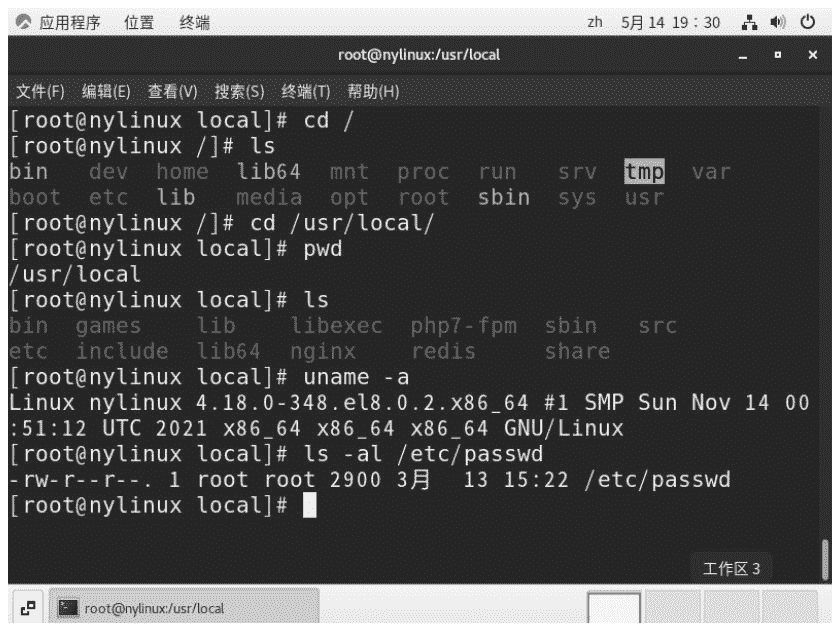 应用程序 位置 终端 zh 5月14 19：30
root@nylinux:/usr/local
文件(F) 编辑(E) 查看(V) 搜索(S) 终端(T) 帮助(H)
[root@nylinux local]# cd /
[root@nylinux /]# ls
bin dev home lib64 mnt proc run srv tmp var
boot etc lib media opt root sbin sys usr
[root@nylinux /]# cd /usr/local/
[root@nylinux local]# pwd
/usr/local
[root@nylinux local]# ls
bin games lib libexec php7-fpm sbin src
etc include lib64 nginx redis share
[root@nylinux local]# uname -a
Linux nylinux 4.18.0-348.el8.0.2.x86_64 #1 SMP Sun Nov 14 00
:51:12 UTC 2021 x86_64 x86_64 x86_64 GNU/Linux
[root@nylinux local]# ls -al /etc/passwd
-rw-r--r--. 1 root root 2900 3月 13 15:22 /etc/passwd
[root@nylinux local]#
工作区 3
root@nylinux:/usr/local